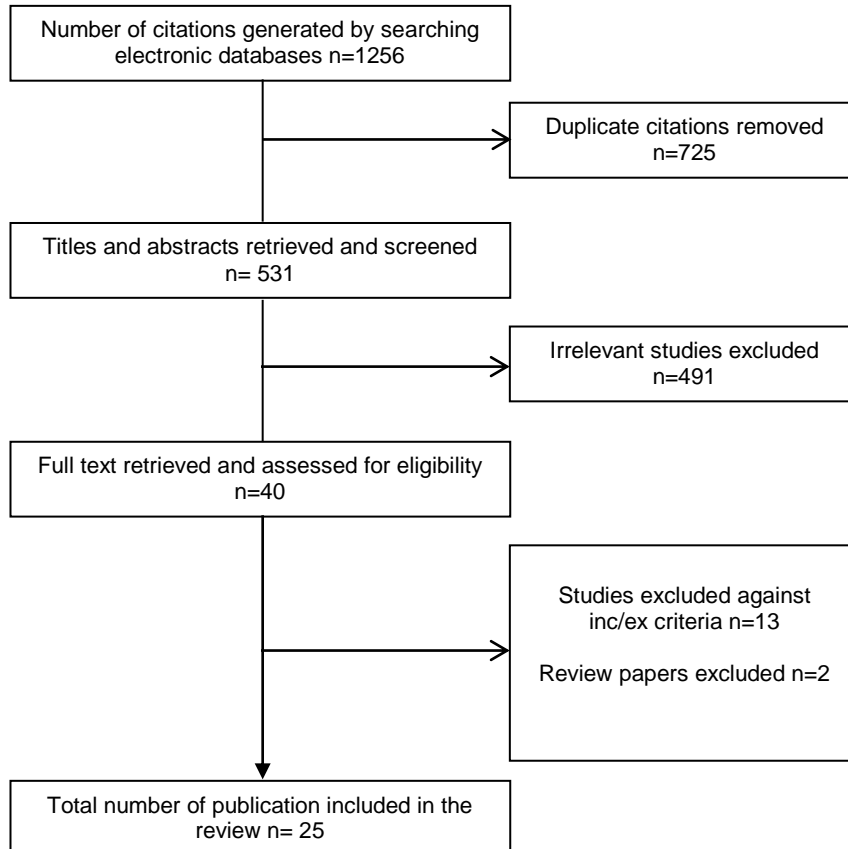 Number of citations generated by searching
electronic databases n=1256
Duplicate citations removed
n=725
Titles and abstracts retrieved and screened
n= 531
Irrelevant studies excluded
n=491
Full text retrieved and assessed for eligibility
n=40
Studies excluded against
inc/ex criteria n=13
Review papers excluded n=2
Total number of publication included in the
review n= 25